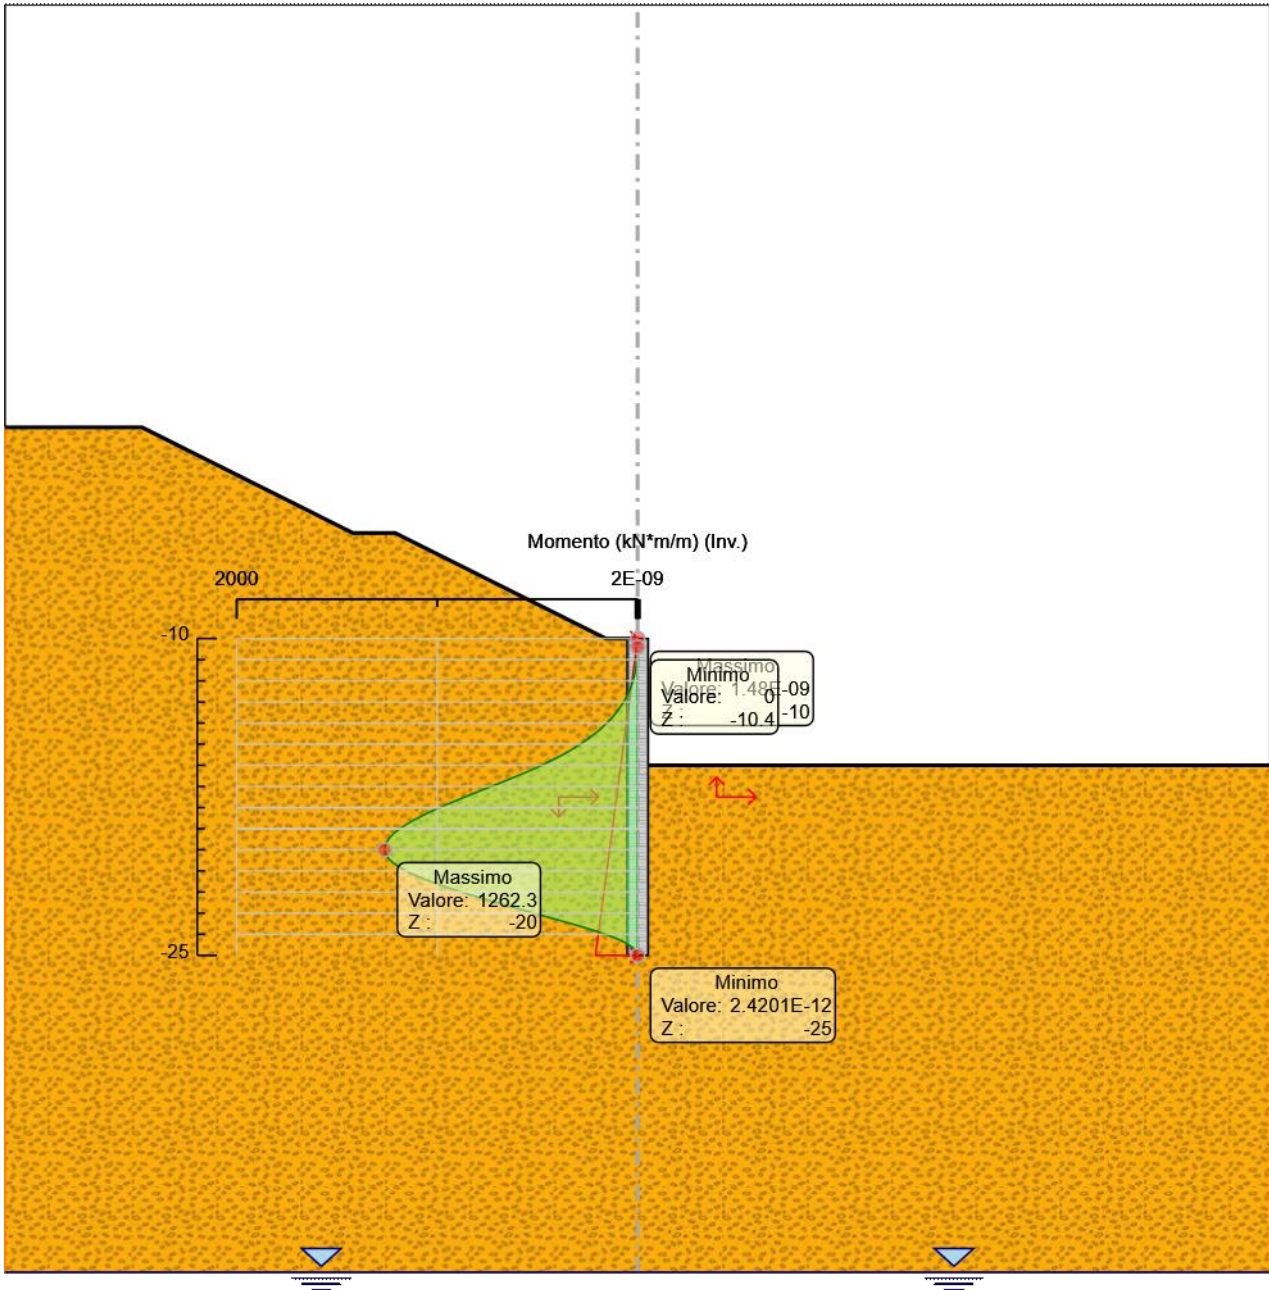 Momento (kN*m/m) (Inv.)
2000
2E-09
-10
Massimo
Valore: 1.48E-09
Z : -10
Minimo
Valore: 0
Z : -10.4
Massimo
Valore: 1262.3
Z : -20
-25
Minimo
Valore: 2.4201E-12
Z : -25